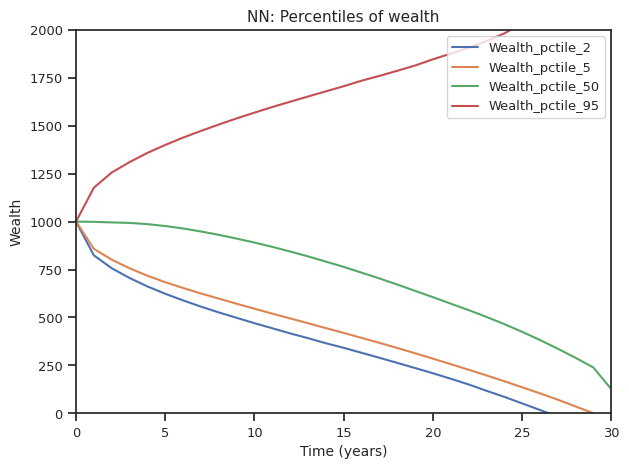 NN: Percentiles of wealth
2000
1750
1500
1250
1000
750
500
250
0
Wealth
Wealth_pctile_2
Wealth_pctile_5
Wealth_pctile_50
Wealth_pctile_95
0 5 10 15 20 25 30
Time (years)